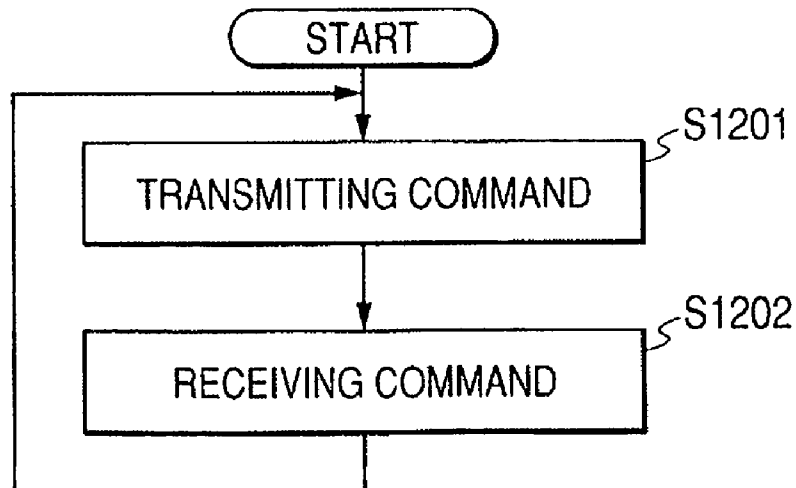 START
S1201
TRANSMITTING COMMAND
S1202
RECEIVING COMMAND